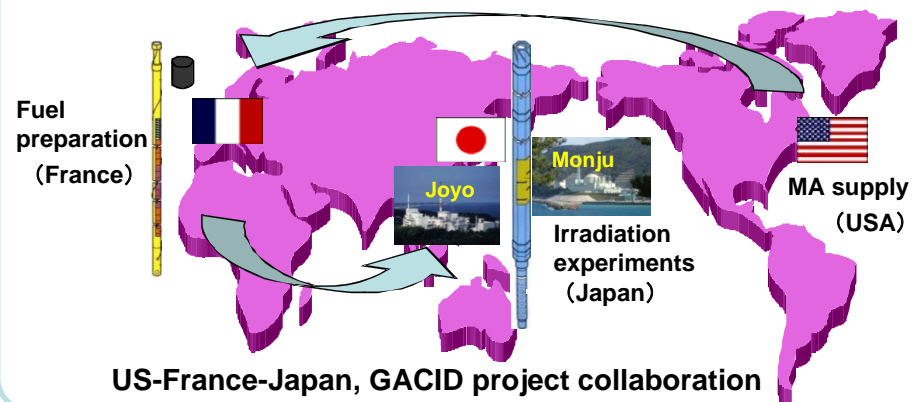 Fuel
preparation
（France）
Joyo
Monju
Irradiation
experiments
（Japan）
MA supply
（USA）
US-France-Japan, GACID project collaboration